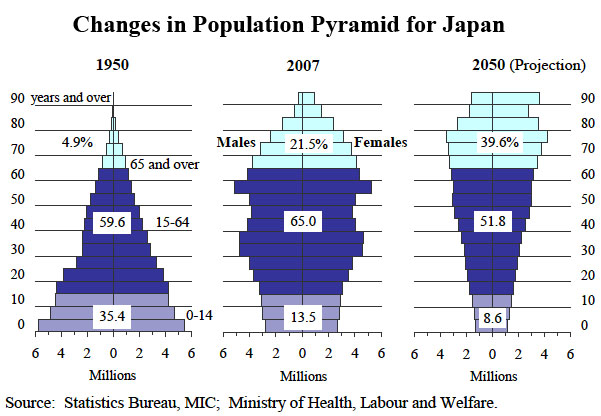 Changes in Population Pyramid for Japan
1950 2007 2050 (Projection)
90 years and over 90
80 80
4.9% Males 21.5% Females 39.6%
70 70
65 and over
60 60
50 50
59.6 15-64 65.0 51.8
40 40
30 30
20 20
10 10
35.4 0-14 13.5 8.6
0 0
6 4 2 0 2 4 6 6 4 2 0 2 4 6 6 4 2 0 2 4 6
Millions Millions Millions
Source: Statistics Bureau, MIC; Ministry of Health, Labour and Welfare.